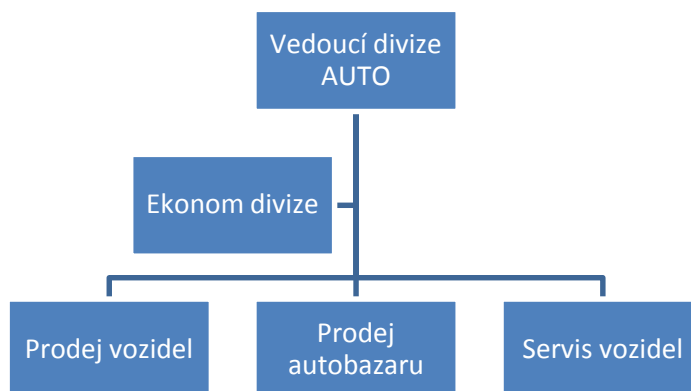 Vedoucí divize
AUTO
Ekonom divize
Prodej vozidel
Prodej
autobazaru
Servis vozidel